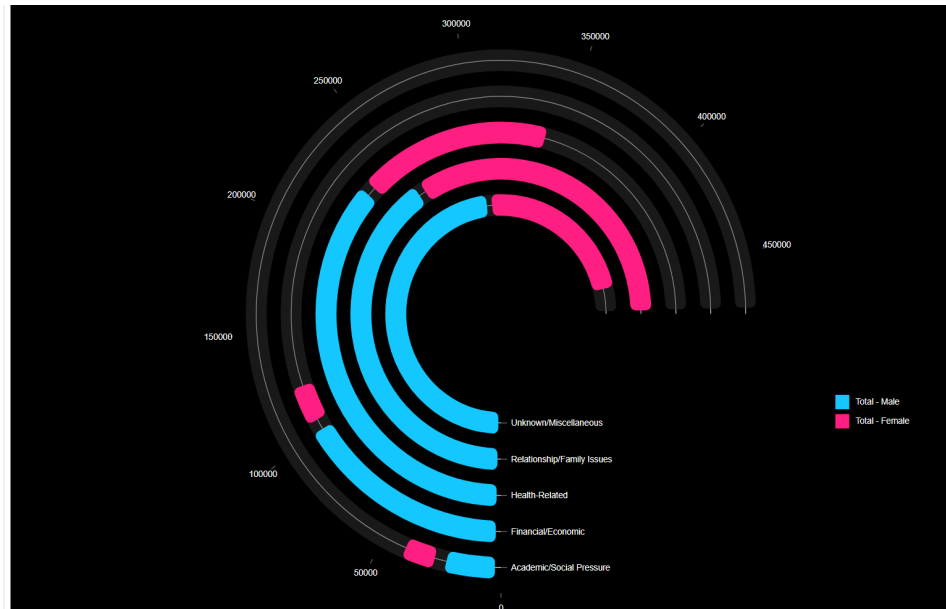 300000
350000
250000
400000
200000
450000
150000
Total - Male
Total - Female
Unknown/Miscellaneous
Relationship/Family Issues
100000
Health-Related
Financial/Economic
50000
Academic/Social Pressure
0